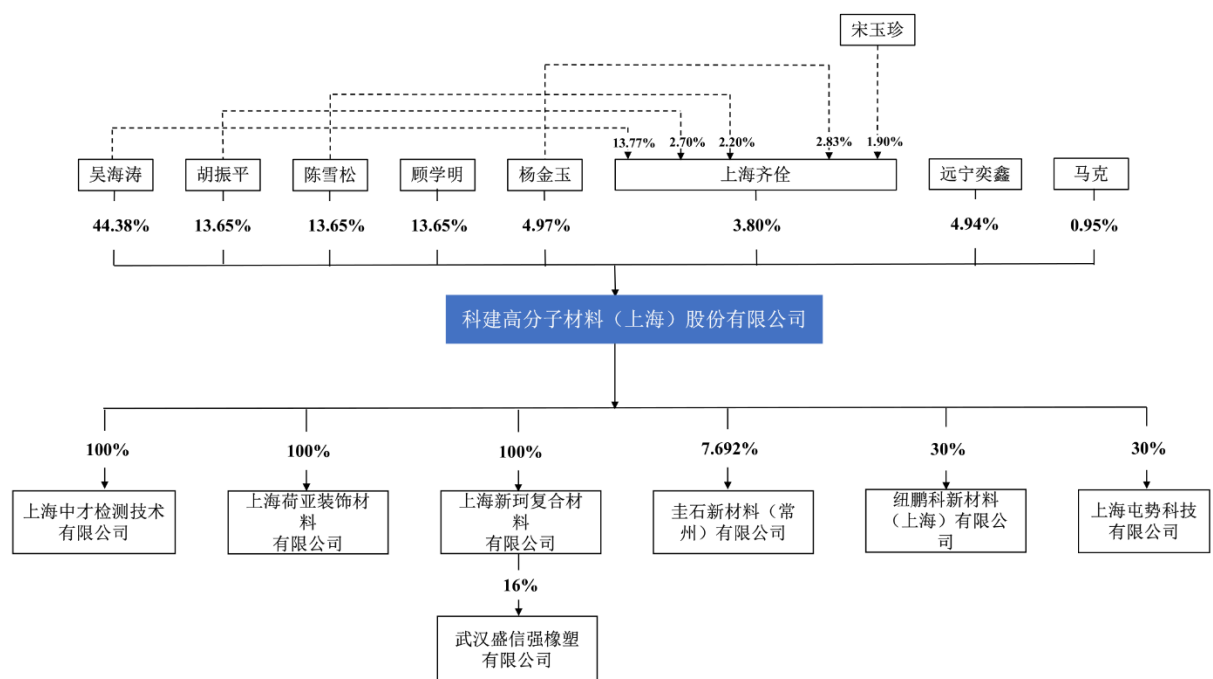 宋玉珍
13.77%
2.70%
2.20%
2.83%
1.90%
吴海涛
胡振平
陈雪松
顾学明
杨金玉
上海齐佺
远宁奕鑫
马克
44.38%
13.65%
13.65%
13.65%
4.97%
3.80%
4.94%
0.95%
科建高分子材料（上海）股份有限公司
100%
100%
100%
7.692%
30%
30%
上海中才检测技术
有限公司
上海荷亚装饰材
料
有限公司
上海新珂复合材
料
有限公司
圭石新材料（常
州）有限公司
纽鹏科新材料
（上海）有限公
司
上海屯势科技
有限公司
16%
武汉盛信强橡塑
有限公司